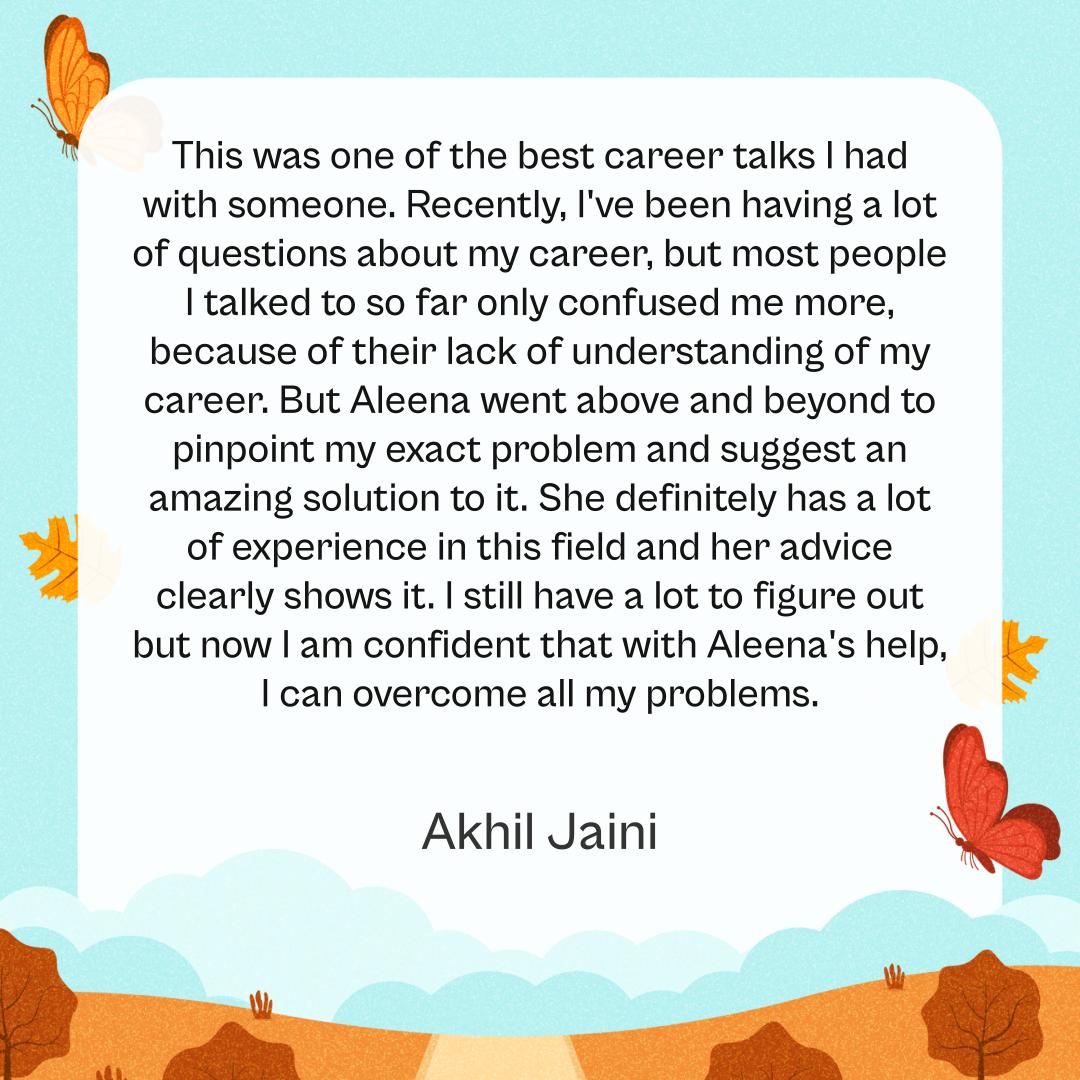 This was one of the best career talks I had
with someone. Recently, I've been having a lot
of questions about my career, but most people
I talked to so far only confused me more,
because of their lack of understanding of my
career. But Aleena went above and beyond to
pinpoint my exact problem and suggest an
amazing solution to it. She definitely has a lot
of experience in this field and her advice
clearly shows it. I still have a lot to figure out
but now I am confident that with Aleena's help,
I can overcome all my problems.
Akhil Jaini